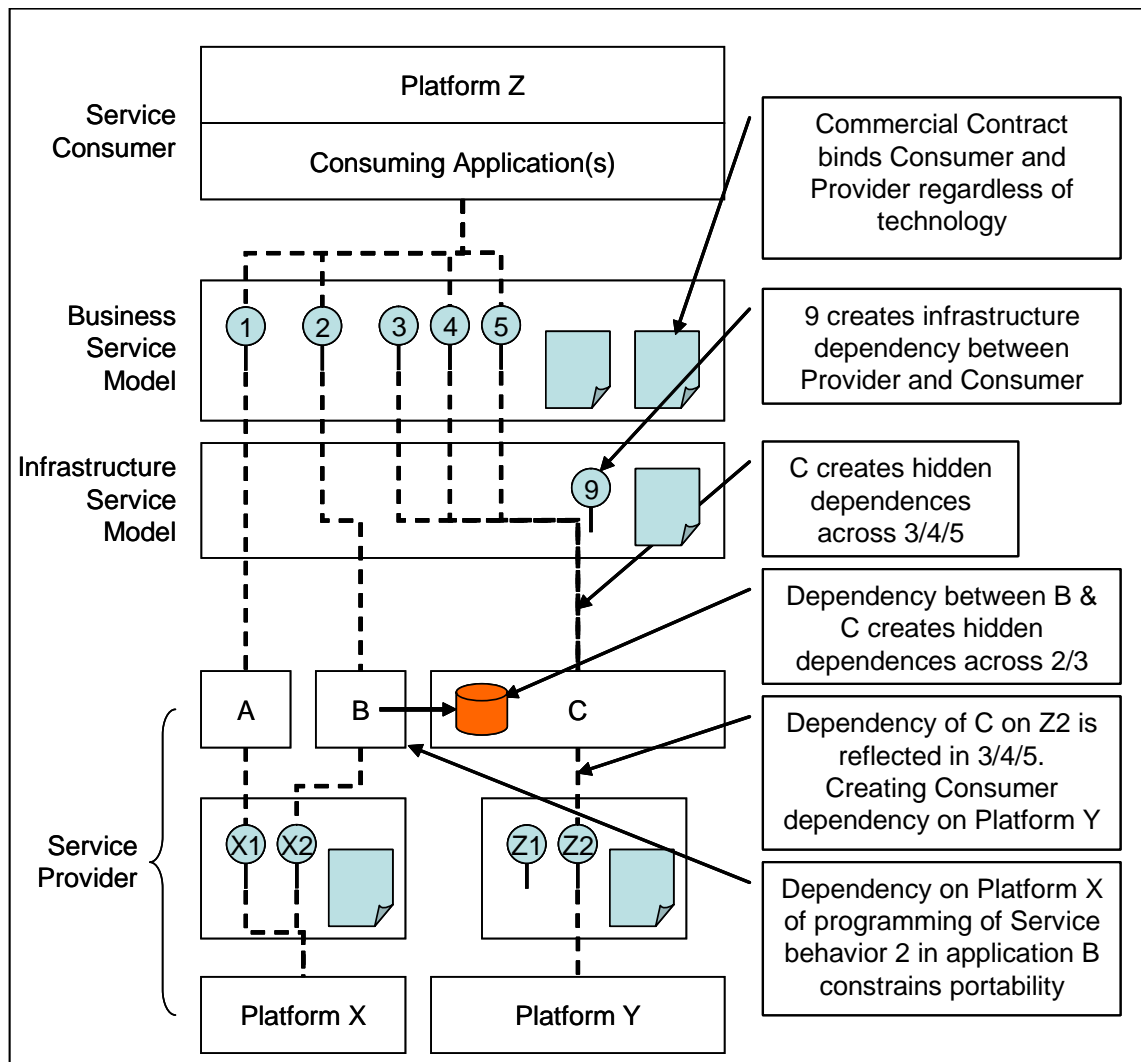 Platform Z
Service
Consumer
Consuming Application(s)
Commercial Contract
binds Consumer and
Provider regardless of
technology
Business
Service
Model
1
2
3
4
5
9 creates infrastructure
dependency between
Provider and Consumer
Infrastructure
Service
Model
9
C creates hidden
dependences
across 3/4/5
Dependency between B &
C creates hidden
dependences across 2/3
A
B
C
Dependency of C on Z2 is
reflected in 3/4/5.
Creating Consumer
dependency on Platform Y
Service
Provider
X1
X2
Z1
Z2
Dependency on Platform X
of programming of Service
behavior 2 in application B
constrains portability
Platform X
Platform Y